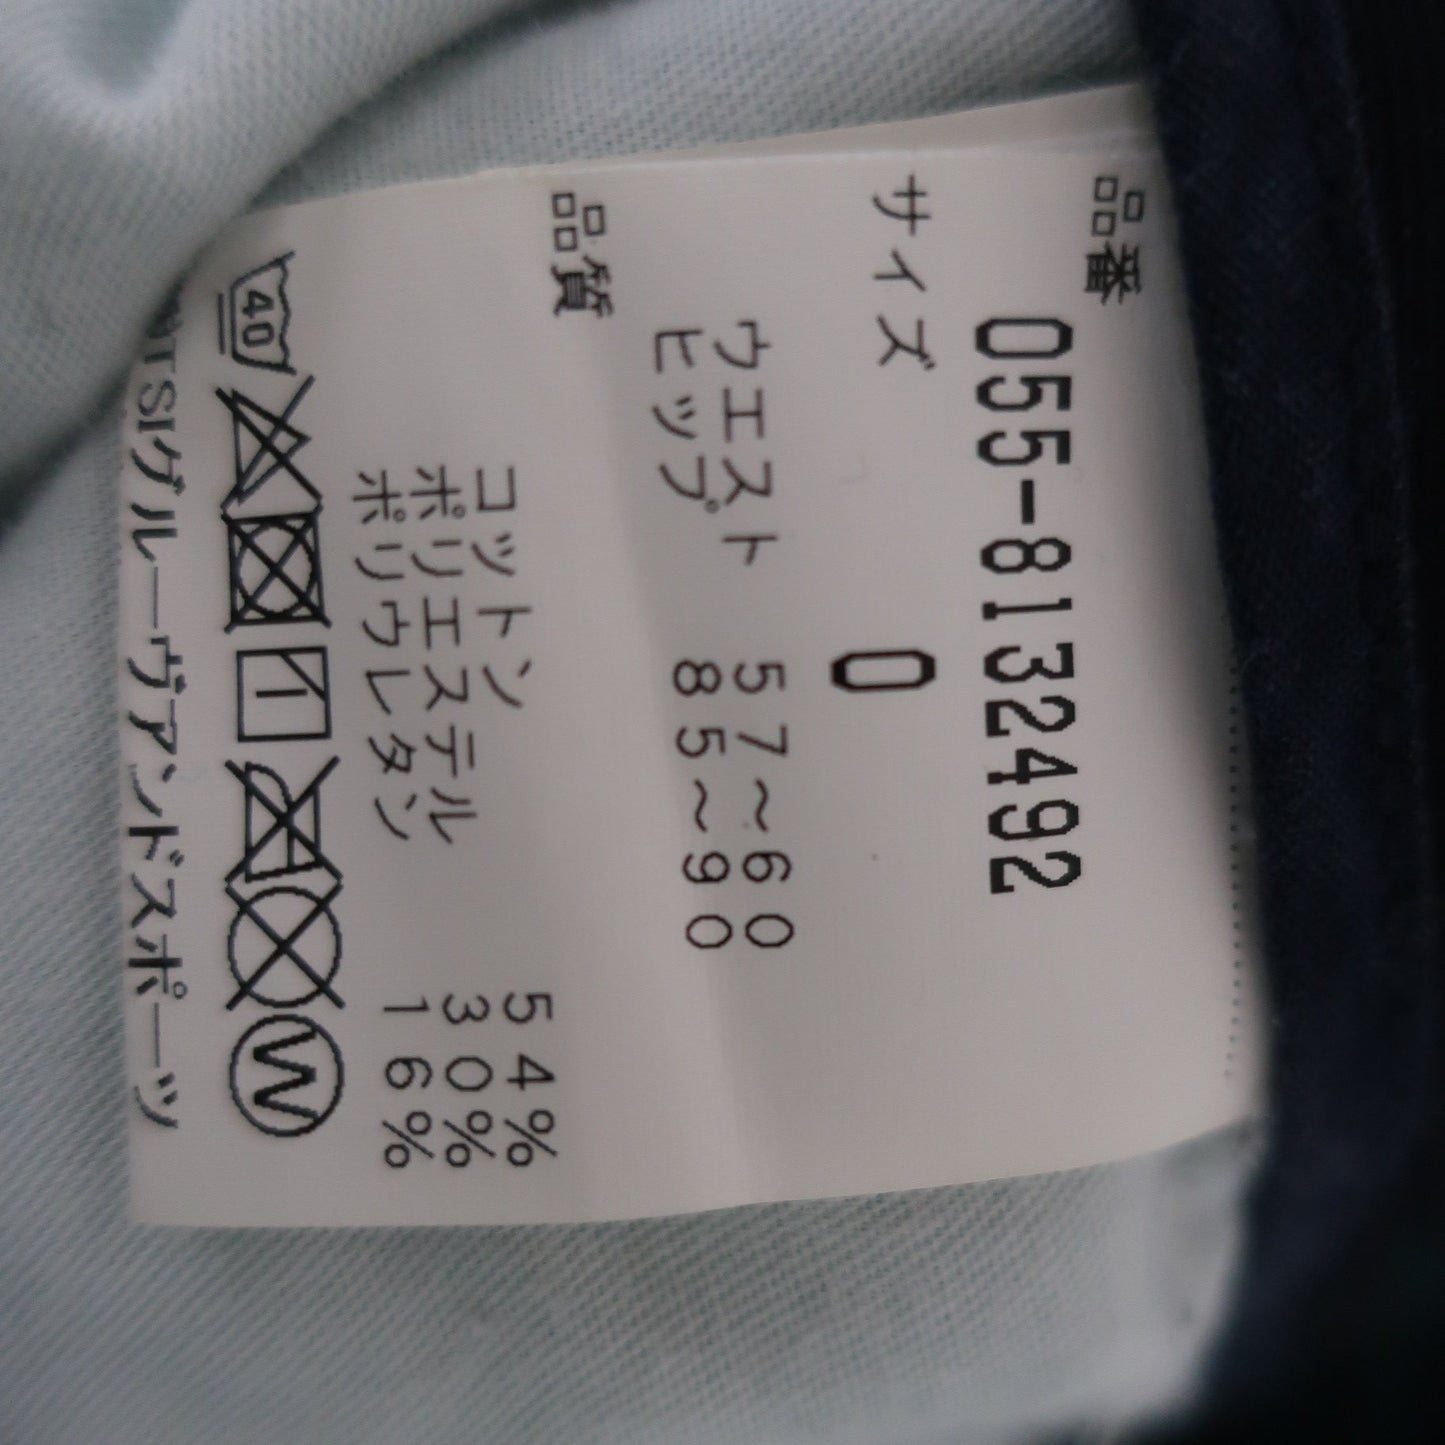 品番
055-8132492
サイズ
0
ウエスト 57～60
ヒップ 85～90
品質
コットン 54%
ポリエステル 30%
ポリウレタン 16%
40
W
TSIグルーヴアンドスポーツ